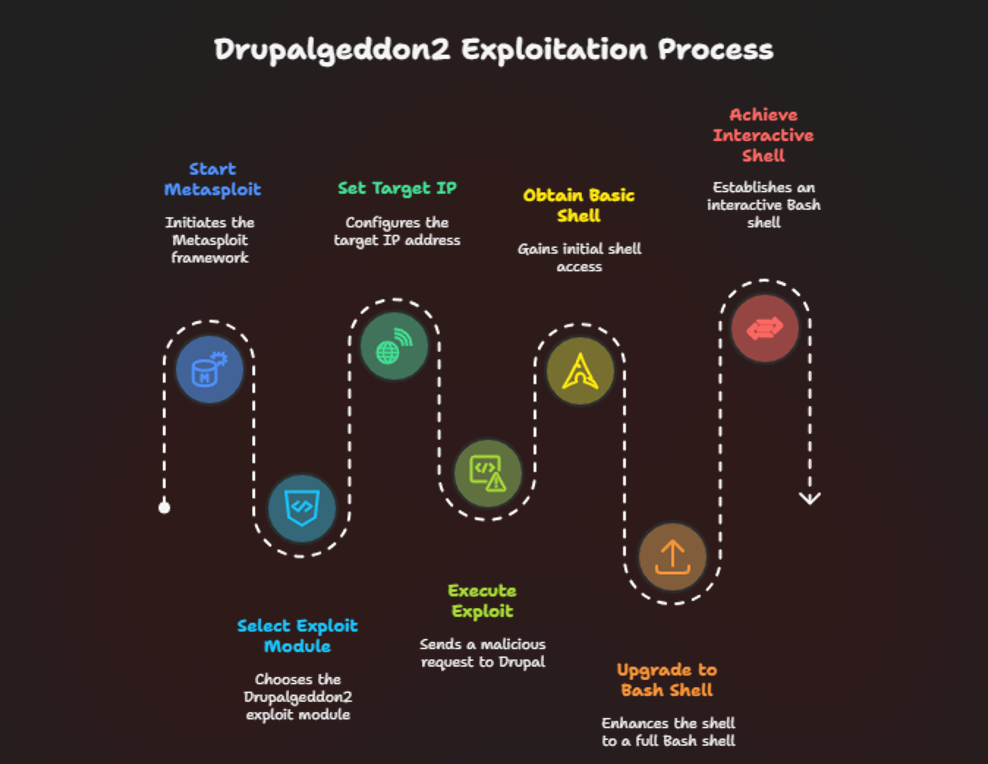 Drupalgeddon2 Exploitation Process
Start
Metasploit
Initiates the
Metasploit
framework
M
Select Exploit
Module
Chooses the
Drupalgeddon2
exploit module
Set Target IP
Configures the
target IP address
Execute
Exploit
Sends a malicious
request to Drupal
Obtain Basic
Shell
Gains initial shell
access
Upgrade to
Bash Shell
Enhances the shell
to a full Bash shell
Achieve
Interactive
Shell
Establishes an
interactive Bash
shell